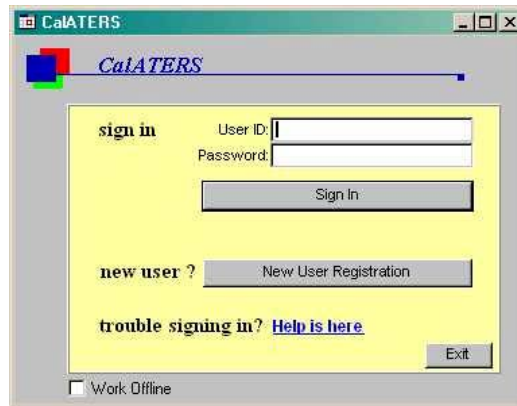 CalATERS
CalATERS
sign in
User ID:
Password:
Sign In
new user ? New User Registration
trouble signing in? Help is here
Exit
Work Offline